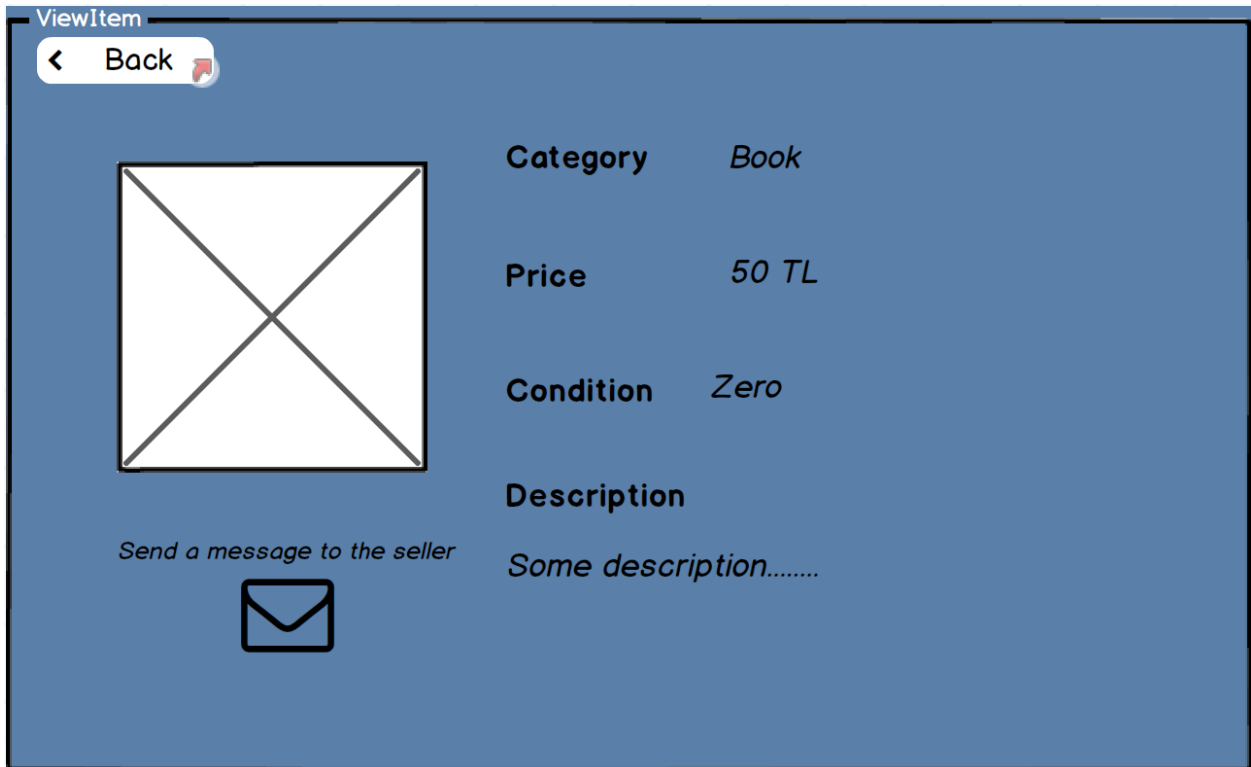 ViewItem
Back
Category Book
Price 50 TL
Condition Zero
Description
Some description........
Send a message to the seller